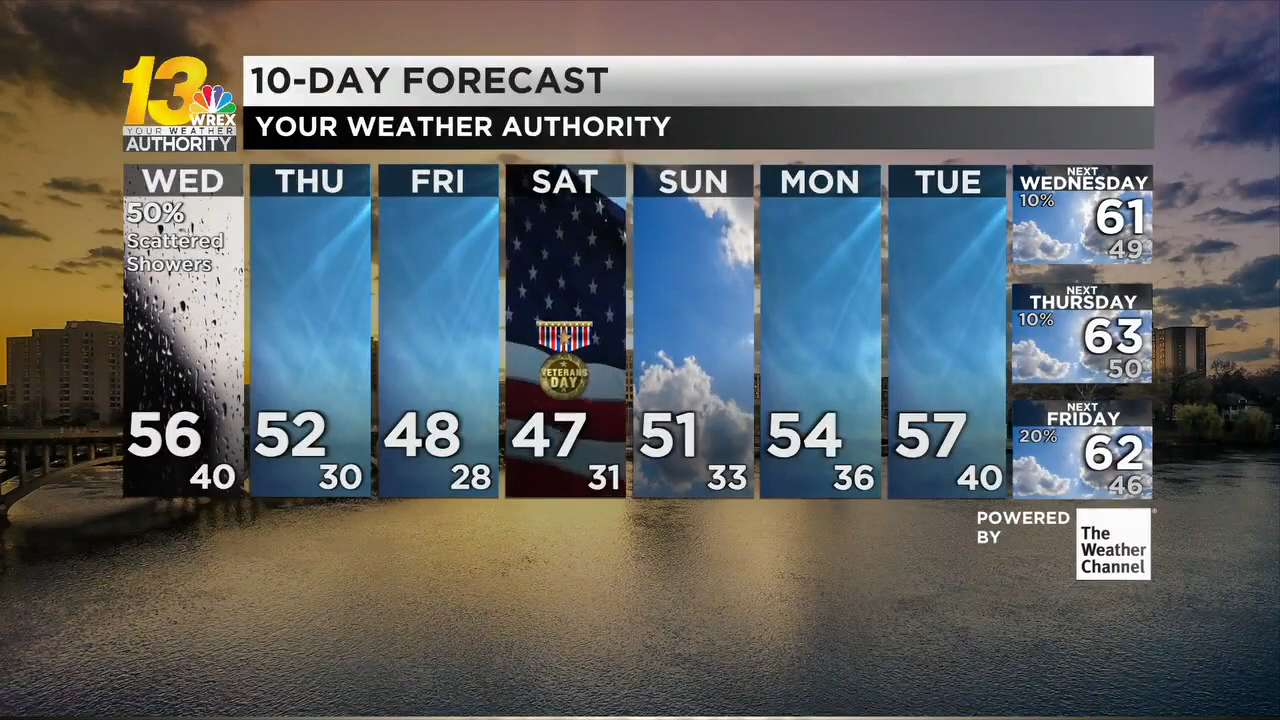 13
WREX
YOUR WEATHER
AUTHORITY
10-DAY FORECAST
YOUR WEATHER AUTHORITY
WED
50%
Scattered
Showers
56
40
THU
52
30
FRI
48
28
SAT
VETERANS
DAY
47
31
SUN
51
33
MON
54
36
TUE
57
40
NEXT
WEDNESDAY
10%
61
49
NEXT
THURSDAY
10%
63
50
NEXT
FRIDAY
20%
62
46
POWERED
BY
The
Weather
Channel
®